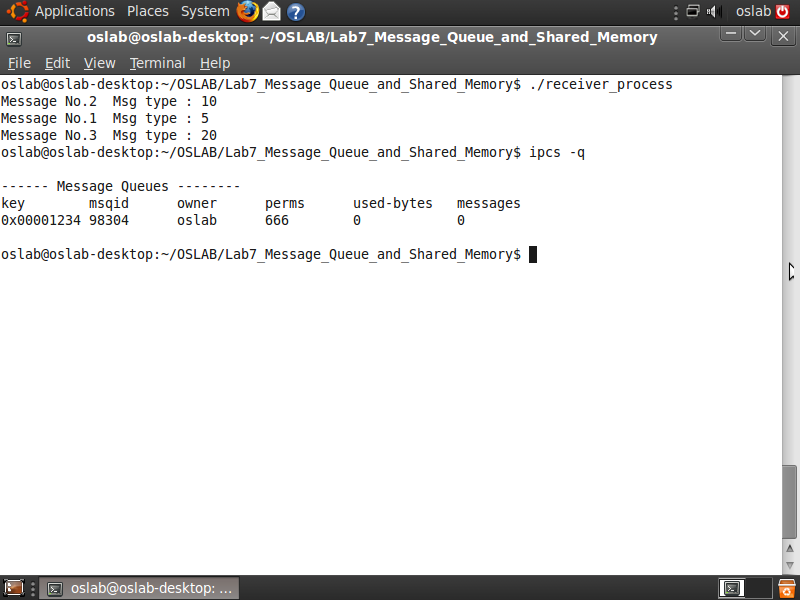 Applications Places System oslab
oslab@oslab-desktop: ~/OSLAB/Lab7_Message_Queue_and_Shared_Memory
File Edit View Terminal Help
oslab@oslab-desktop:~/OSLAB/Lab7_Message_Queue_and_Shared_Memory$ ./receiver_process
Message No.2  Msg type : 10
Message No.1  Msg type : 5
Message No.3  Msg type : 20
oslab@oslab-desktop:~/OSLAB/Lab7_Message_Queue_and_Shared_Memory$ ipcs -q
------ Message Queues --------
key        msqid      owner      perms      used-bytes   messages
0x00001234 98304      oslab      666        0            0
oslab@oslab-desktop:~/OSLAB/Lab7_Message_Queue_and_Shared_Memory$
oslab@oslab-desktop: ...